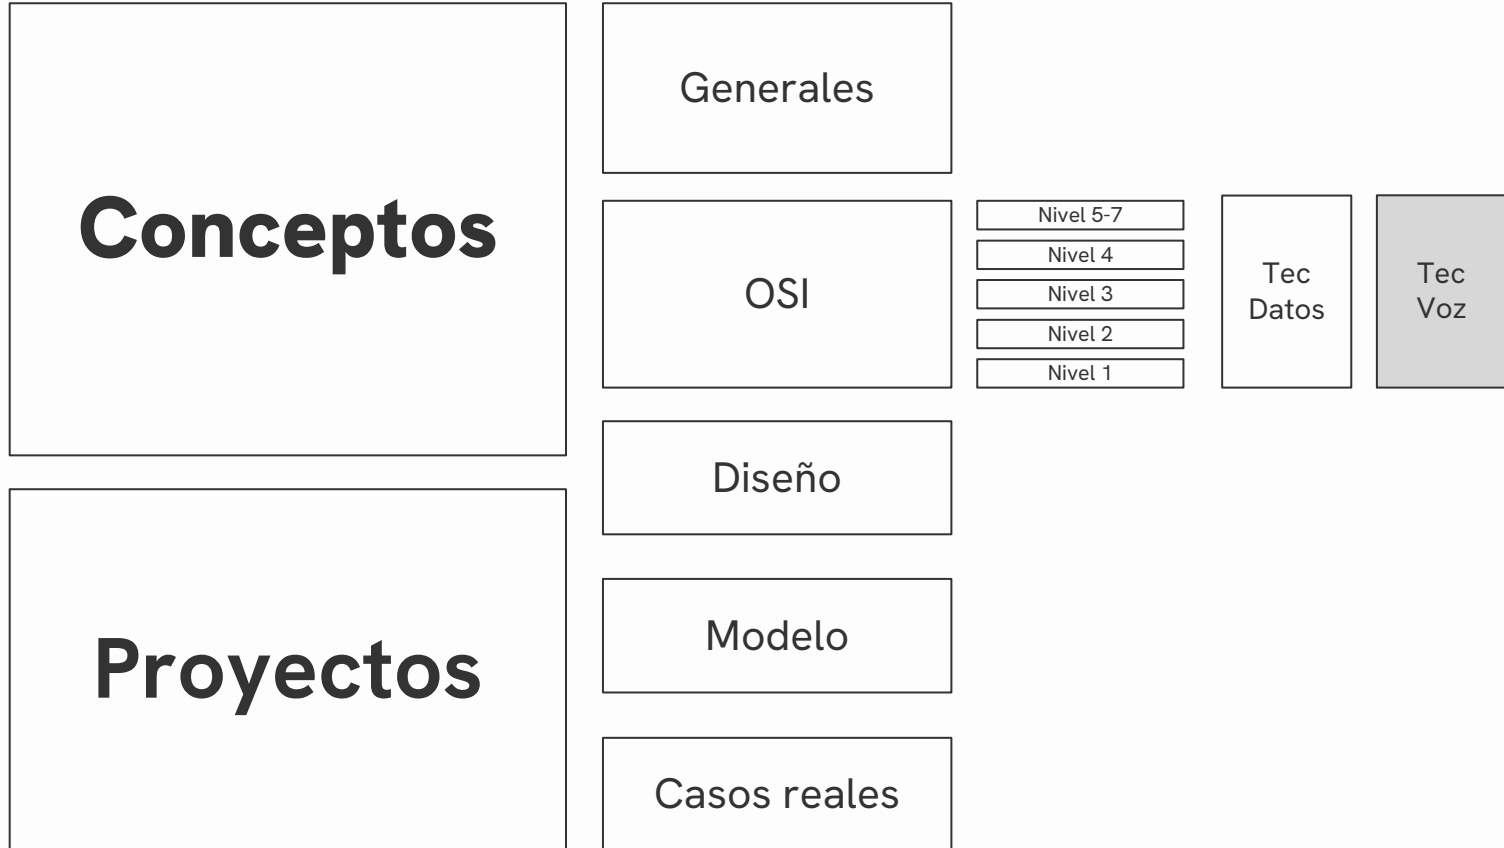 Conceptos
Generales
OSI
Nivel 5-7
Nivel 4
Nivel 3
Nivel 2
Nivel 1
Tec
Datos
Tec
Voz
Diseño
Proyectos
Modelo
Casos reales